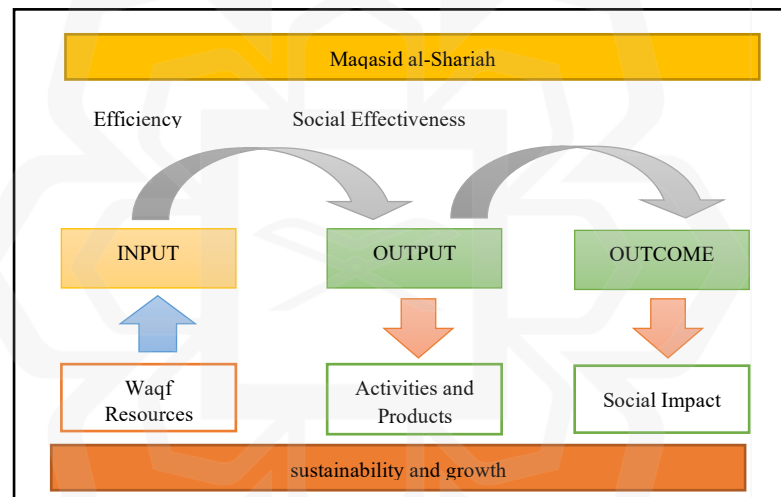 Maqasid al-Shariah
Efficiency
Social Effectiveness
INPUT
OUTPUT
OUTCOME
Waqf
Resources
Activities and
Products
Social Impact
sustainability and growth